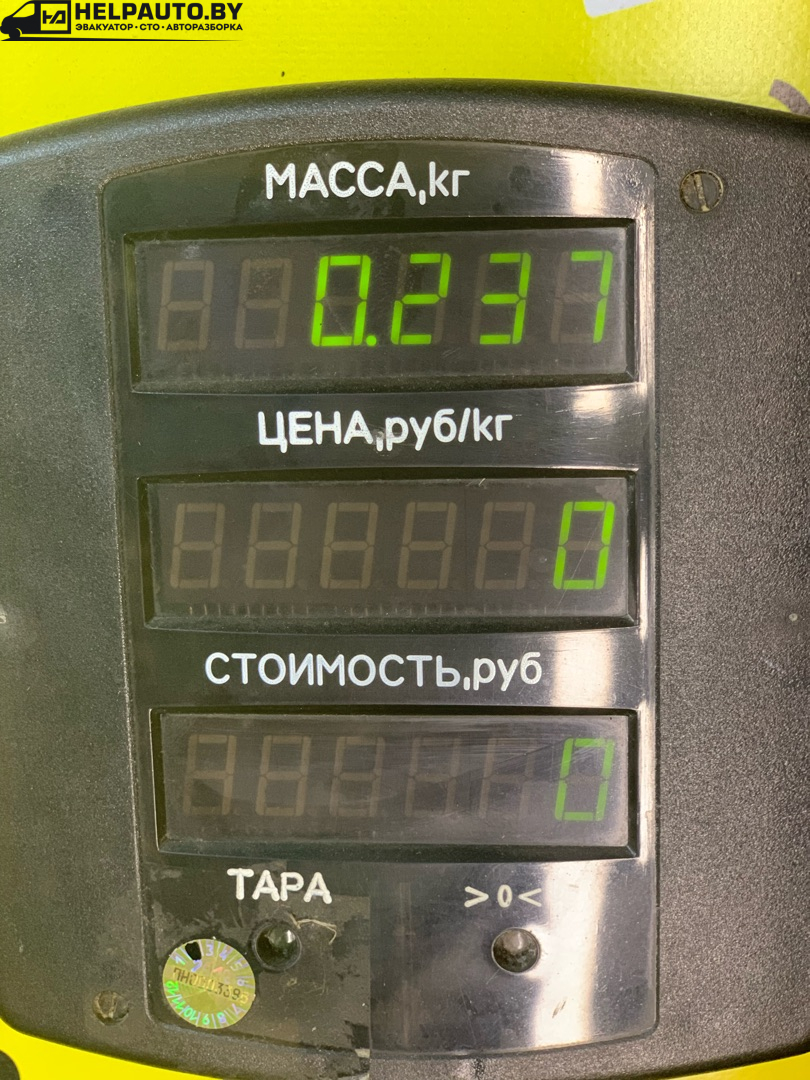 HELPAUTO.BY
ЭВАКУАТОР • СТО • АВТОРАЗБОРКА
МАССА,кг
0.237
ЦЕНА,руб/кг
0
СТОИМОСТЬ,руб
0
ТАРА
>0<